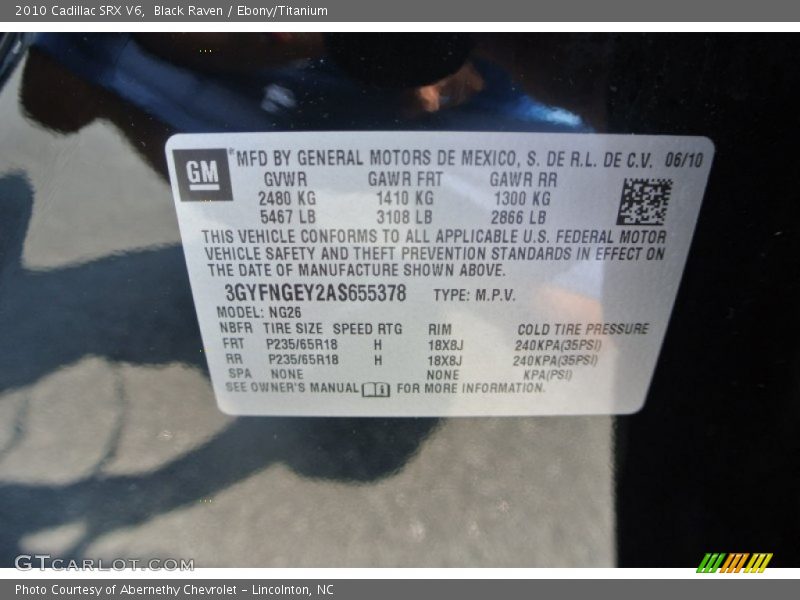 2010 Cadillac SRX V6, Black Raven / Ebony/Titanium
GM * MFD BY GENERAL MOTORS DE MEXICO, S. DE R.L. DE C.V. 06/10
GVWR GAWR FRT GAWR RR
2480 KG 1410 KG 1300 KG
5467 LB 3108 LB 2866 LB
THIS VEHICLE CONFORMS TO ALL APPLICABLE U.S. FEDERAL MOTOR
VEHICLE SAFETY AND THEFT PREVENTION STANDARDS IN EFFECT ON
THE DATE OF MANUFACTURE SHOWN ABOVE.
3GYFNGEY2AS655378 TYPE: M.P.V.
MODEL: NG26
NBFR TIRE SIZE SPEED RTG RIM COLD TIRE PRESSURE
FRT P235/65R18 H 18X8J 240KPA(35PSI)
RR P235/65R18 H 18X8J 240KPA(35PSI)
SPA NONE NONE KPA(PSI)
SEE OWNER'S MANUAL FOR MORE INFORMATION.
GTcarlot.com
Photo Courtesy of Abernethy Chevrolet – Lincolnton, NC